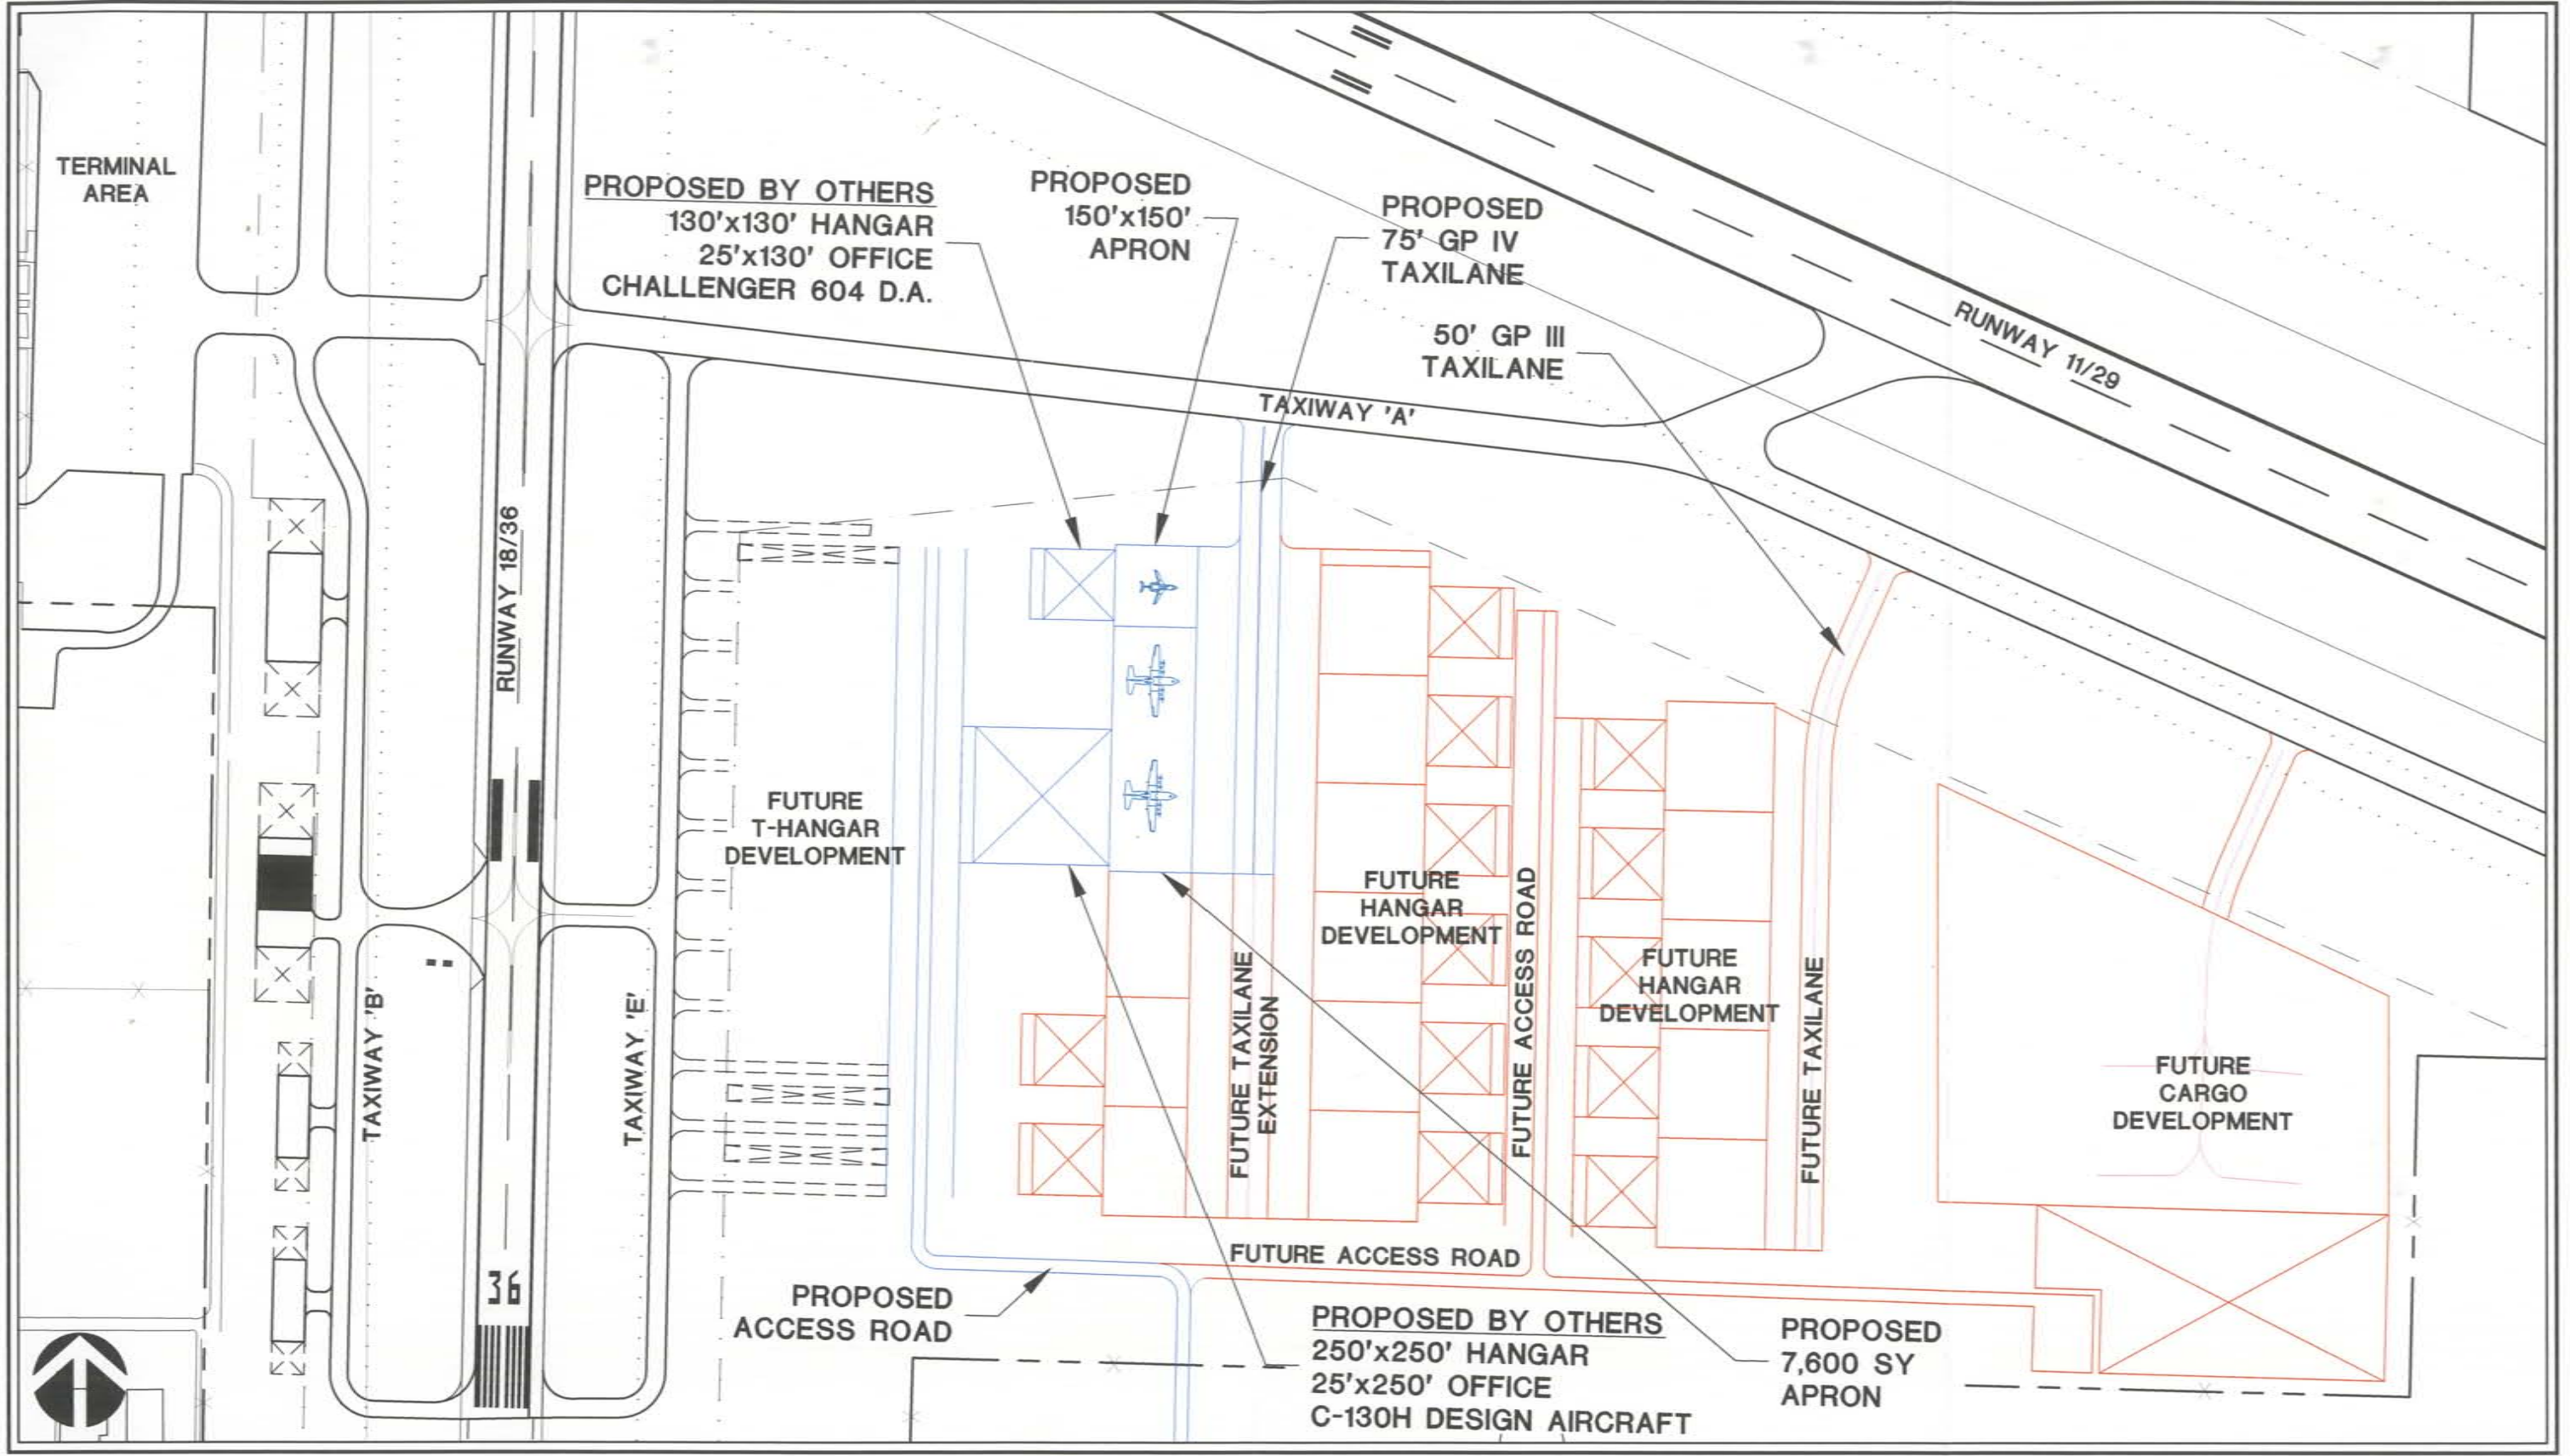 TERMINAL
AREA
PROPOSED BY OTHERS
130'x130' HANGAR
25'x130' OFFICE
CHALLENGER 604 D.A.
PROPOSED
150'x150'
APRON
PROPOSED
75' GP IV
TAXILANE
50' GP III
TAXILANE
RUNWAY 11/29
TAXIWAY 'A'
RUNWAY 18/36
FUTURE
T-HANGAR
DEVELOPMENT
FUTURE
HANGAR
DEVELOPMENT
FUTURE ACCESS ROAD
FUTURE
HANGAR
DEVELOPMENT
FUTURE TAXILANE
EXTENSION
FUTURE TAXILANE
TAXIWAY 'B'
TAXIWAY 'E'
FUTURE
CARGO
DEVELOPMENT
FUTURE ACCESS ROAD
36
PROPOSED
ACCESS ROAD
PROPOSED BY OTHERS
250'x250' HANGAR
25'x250' OFFICE
C-130H DESIGN AIRCRAFT
PROPOSED
7,600 SY
APRON